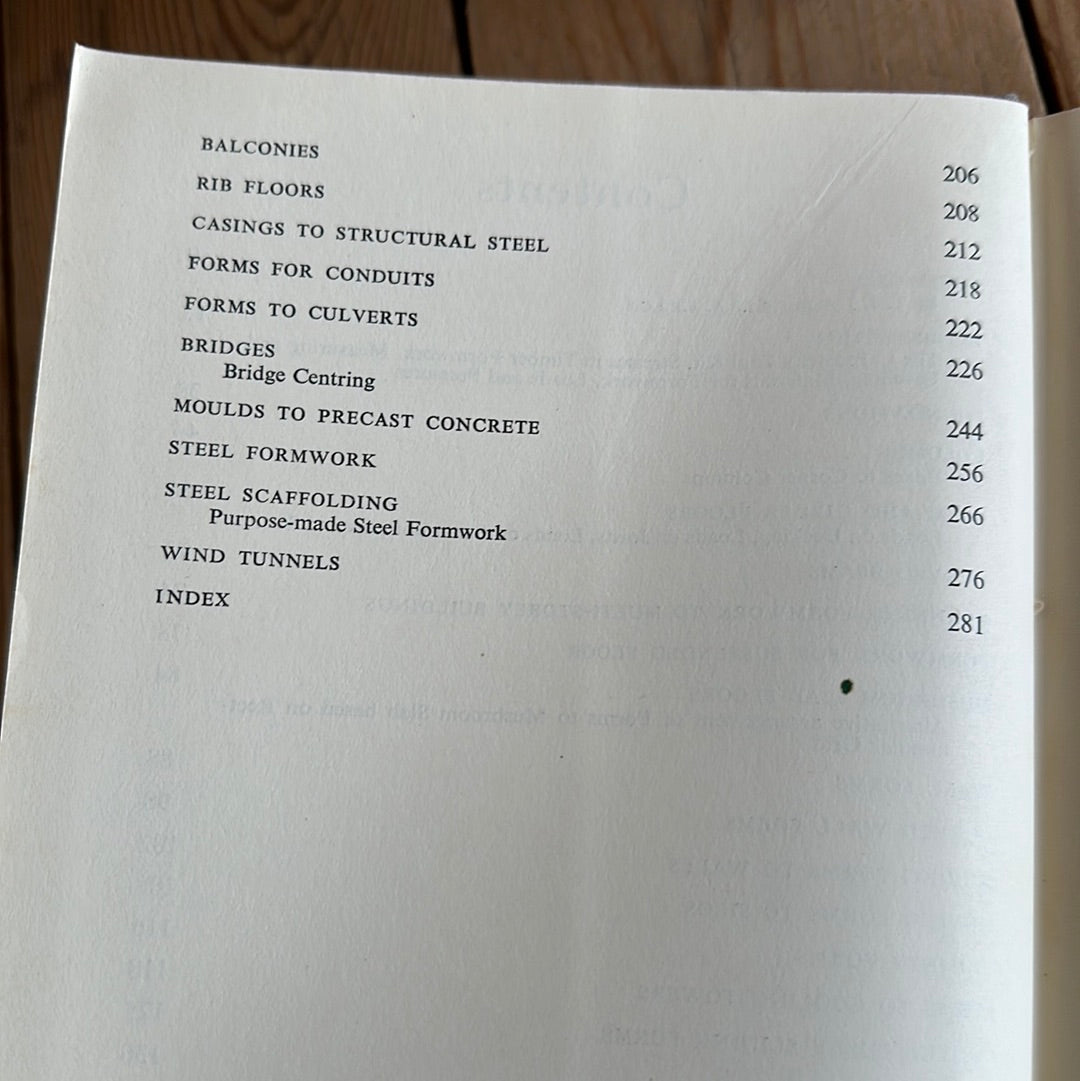 BALCONIES 206
RIB FLOORS 208
CASINGS TO STRUCTURAL STEEL 212
FORMS FOR CONDUITS 218
FORMS TO CULVERTS 222
BRIDGES 226
Bridge Centring
MOULDS TO PRECAST CONCRETE 244
STEEL FORMWORK 256
STEEL SCAFFOLDING 266
Purpose-made Steel Formwork
WIND TUNNELS 276
INDEX 281